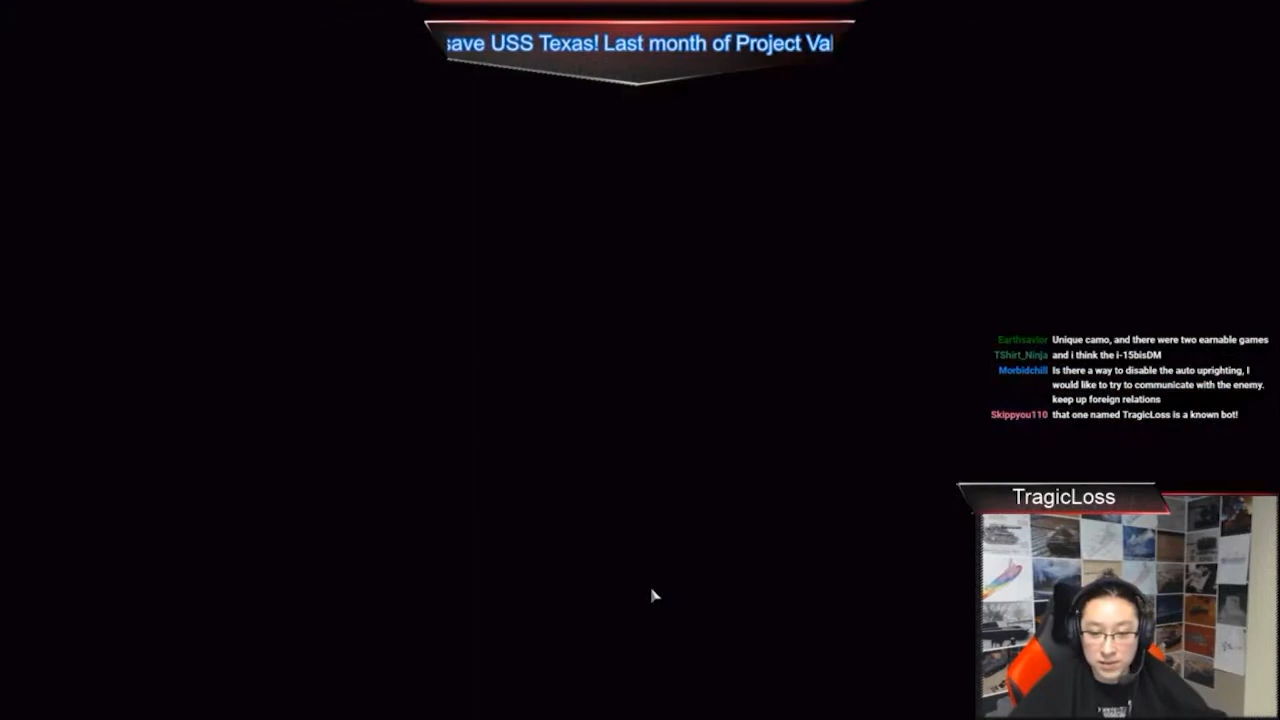 save USS Texas! Last month of Project Val
Earthsavior Unique camo, and there were two earnable games
TShirt_Ninja and i think the i-15bisDM
Morbidchill Is there a way to disable the auto uprighting, I
would like to try to communicate with the enemy.
keep up foreign relations
Skippyou110 that one named TragicLoss is a known bot!
TragicLoss